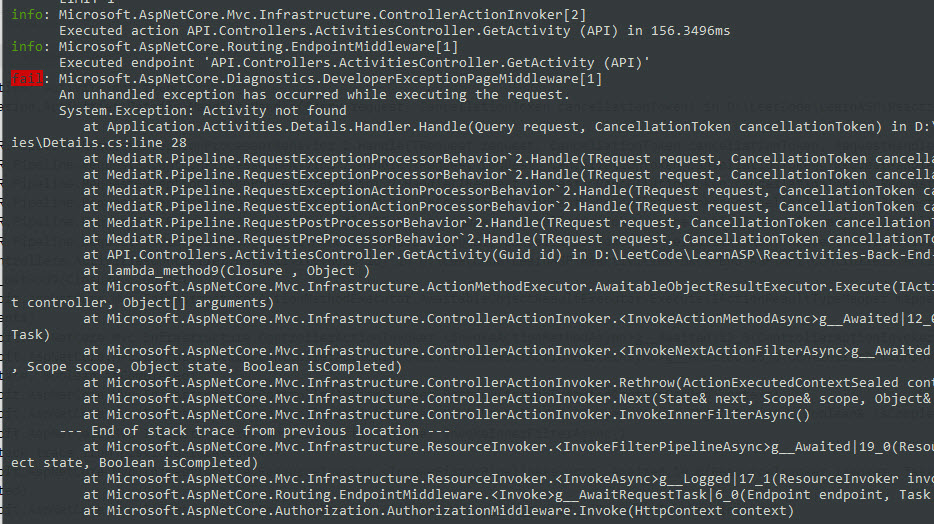 LIMIT 1
info: Microsoft.AspNetCore.Mvc.Infrastructure.ControllerActionInvoker[2]
Executed action API.Controllers.ActivitiesController.GetActivity (API) in 156.3496ms
info: Microsoft.AspNetCore.Routing.EndpointMiddleware[1]
Executed endpoint 'API.Controllers.ActivitiesController.GetActivity (API)'
fail: Microsoft.AspNetCore.Diagnostics.DeveloperExceptionPageMiddleware[1]
An unhandled exception has occurred while executing the request.
System.Exception: Activity not found
at Application.Activities.Details.Handler.Handle(Query request, CancellationToken cancellationToken) in D:\
ies\Details.cs:line 28
at MediatR.Pipeline.RequestExceptionProcessorBehavior`2.Handle(TRequest request, CancellationToken cancella
at MediatR.Pipeline.RequestExceptionProcessorBehavior`2.Handle(TRequest request, CancellationToken cancella
at MediatR.Pipeline.RequestExceptionActionProcessorBehavior`2.Handle(TRequest request, CancellationToken ca
at MediatR.Pipeline.RequestExceptionActionProcessorBehavior`2.Handle(TRequest request, CancellationToken ca
at MediatR.Pipeline.RequestPostProcessorBehavior`2.Handle(TRequest request, CancellationToken cancellationT
at MediatR.Pipeline.RequestPreProcessorBehavior`2.Handle(TRequest request, CancellationToken cancellationTo
at API.Controllers.ActivitiesController.GetActivity(Guid id) in D:\LeetCode\LearnASP\Reactivities-Back-End-
at lambda_method9(Closure , Object )
at Microsoft.AspNetCore.Mvc.Infrastructure.ActionMethodExecutor.AwaitableObjectResultExecutor.Execute(IActi
t controller, Object[] arguments)
at Microsoft.AspNetCore.Mvc.Infrastructure.ControllerActionInvoker.<InvokeActionMethodAsync>g__Awaited|12_0
Task)
at Microsoft.AspNetCore.Mvc.Infrastructure.ControllerActionInvoker.<InvokeNextActionFilterAsync>g__Awaited
, Scope scope, Object state, Boolean isCompleted)
at Microsoft.AspNetCore.Mvc.Infrastructure.ControllerActionInvoker.Rethrow(ActionExecutedContextSealed cont
at Microsoft.AspNetCore.Mvc.Infrastructure.ControllerActionInvoker.Next(State& next, Scope& scope, Object&
at Microsoft.AspNetCore.Mvc.Infrastructure.ControllerActionInvoker.InvokeInnerFilterAsync()
--- End of stack trace from previous location ---
at Microsoft.AspNetCore.Mvc.Infrastructure.ResourceInvoker.<InvokeFilterPipelineAsync>g__Awaited|19_0(Resou
ect state, Boolean isCompleted)
at Microsoft.AspNetCore.Mvc.Infrastructure.ResourceInvoker.<InvokeAsync>g__Logged|17_1(ResourceInvoker invo
at Microsoft.AspNetCore.Routing.EndpointMiddleware.<Invoke>g__AwaitRequestTask|6_0(Endpoint endpoint, Task
at Microsoft.AspNetCore.Authorization.AuthorizationMiddleware.Invoke(HttpContext context)